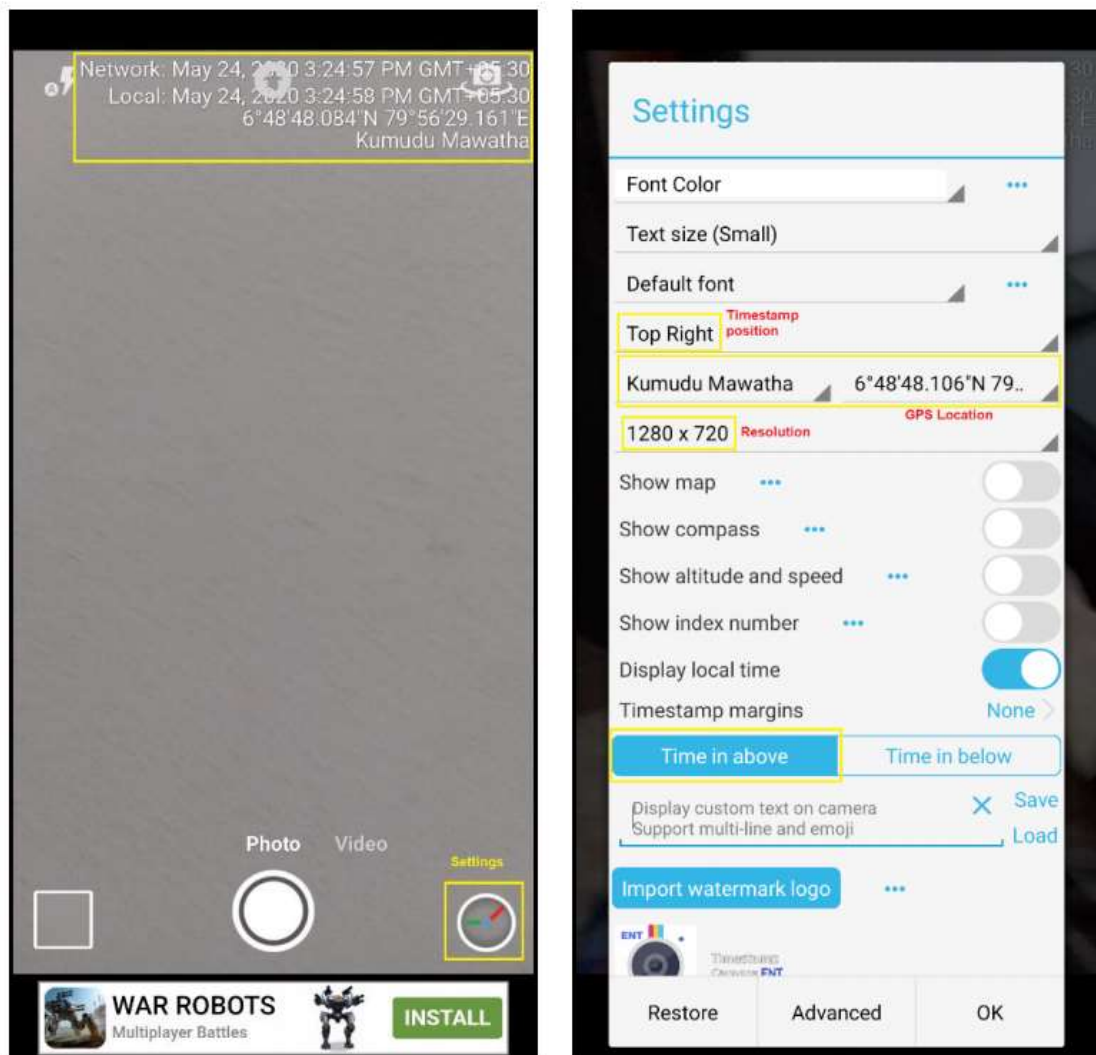 Network: May 24, 2020 3:24:57 PM GMT+05:30
Local: May 24, 2020 3:24:58 PM GMT+05:30
6°48'48.084"N 79°56'29.161"E
Kumudu Mawatha
Photo Video
Settings
WAR ROBOTS
Multiplayer Battles
INSTALL
Settings
Font Color
Text size (Small)
Default font
Top Right Timestamp position
Kumudu Mawatha 6°48'48.106"N 79..
GPS Location
1280 x 720 Resolution
Show map
Show compass
Show altitude and speed
Show index number
Display local time
Timestamp margins None
Time in above Time in below
Display custom text on camera
Support multi-line and emoji
Save
Load
Import watermark logo
ENT
Timestamp
Camera ENT
Restore Advanced OK